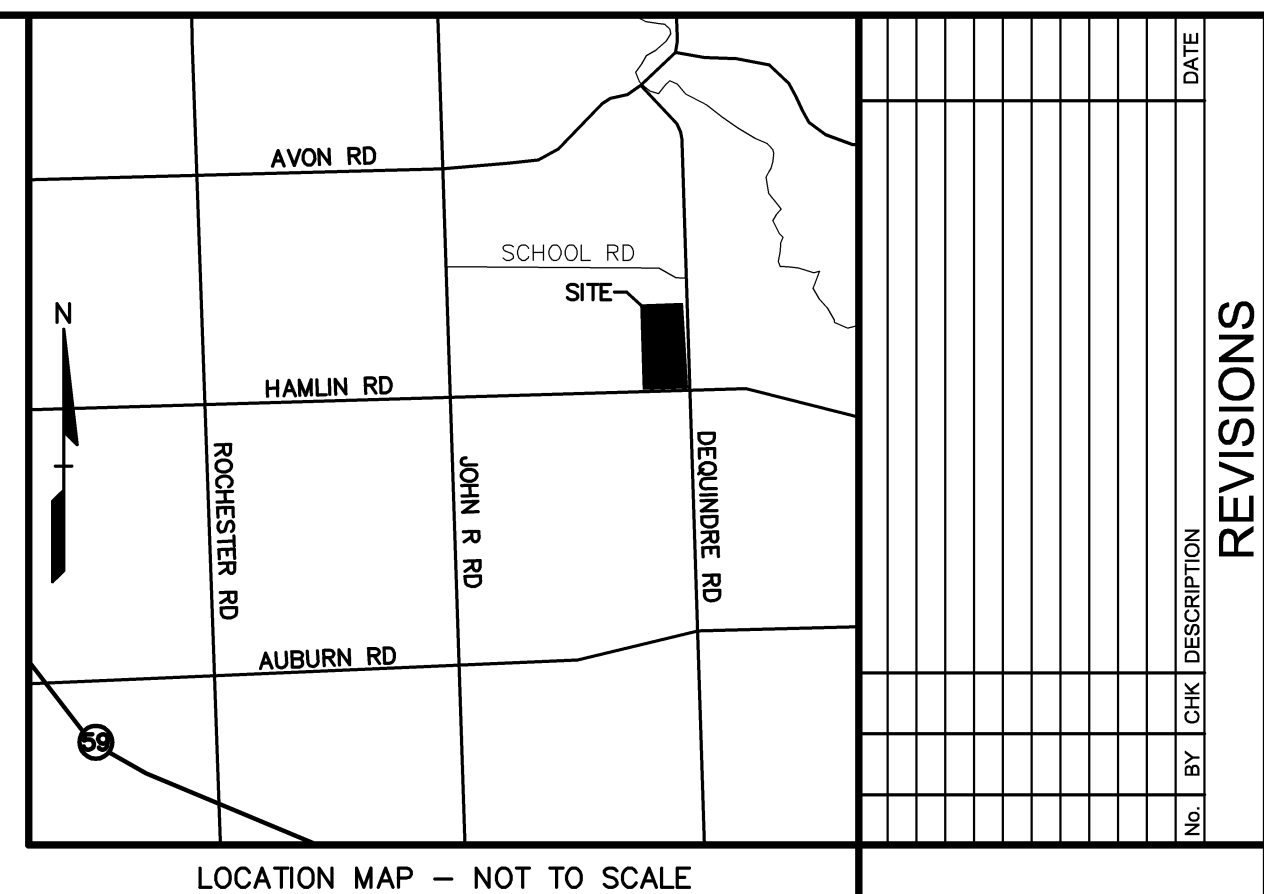 AVON RD
SCHOOL RD
SITE
N
HAMLIN RD
ROCHESTER RD
JOHN R RD
DEQUINDRE RD
AUBURN RD
59
LOCATION MAP – NOT TO SCALE
No. BY CHK DESCRIPTION DATE
REVISIONS